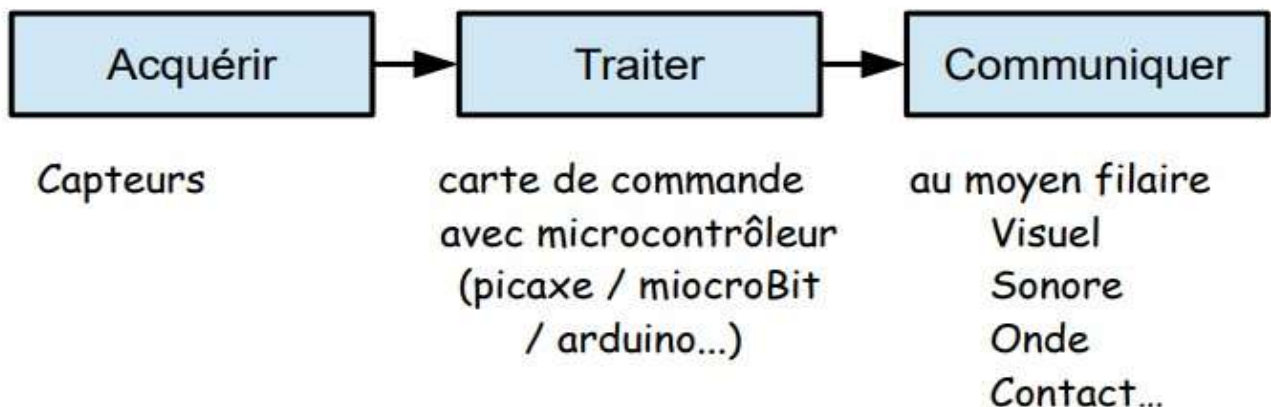 Acquérir
Traiter
Communiquer
Capteurs
carte de commande
avec microcontrôleur
(picaxe / miocroBit
/ arduino...)
au moyen filaire
Visuel
Sonore
Onde
Contact...